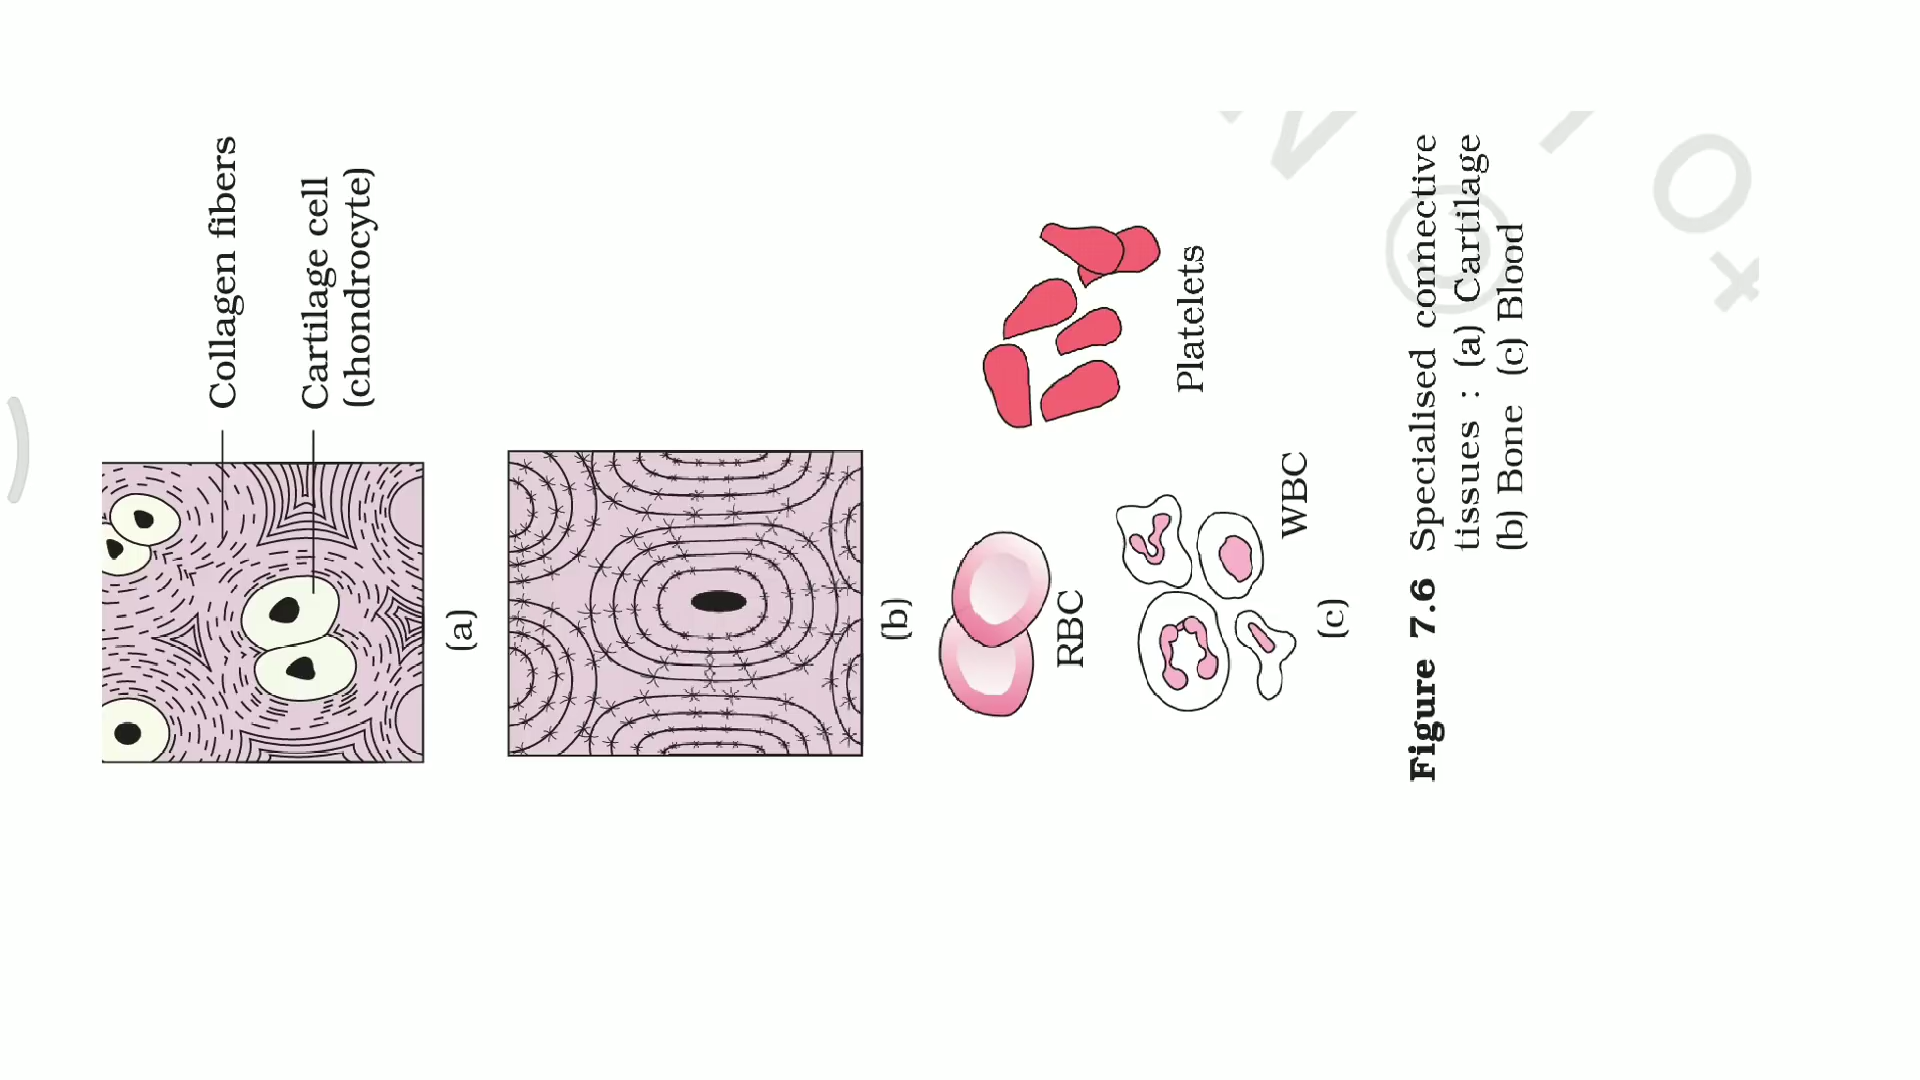 Collagen fibers
Cartilage cell
(chondrocyte)
(a)
(b)
RBC
Platelets
WBC
(c)
Figure 7.6 Specialised connective
tissues : (a) Cartilage
(b) Bone (c) Blood